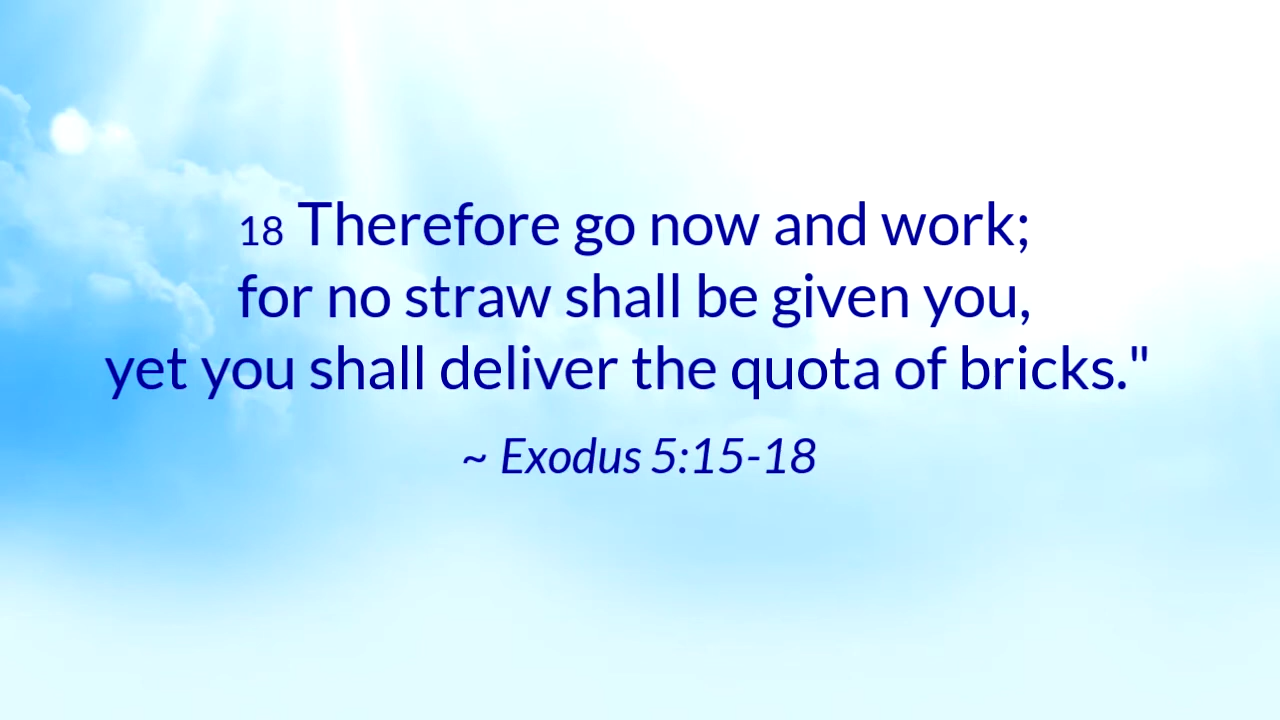 18 Therefore go now and work;
for no straw shall be given you,
yet you shall deliver the quota of bricks."
~ Exodus 5:15-18